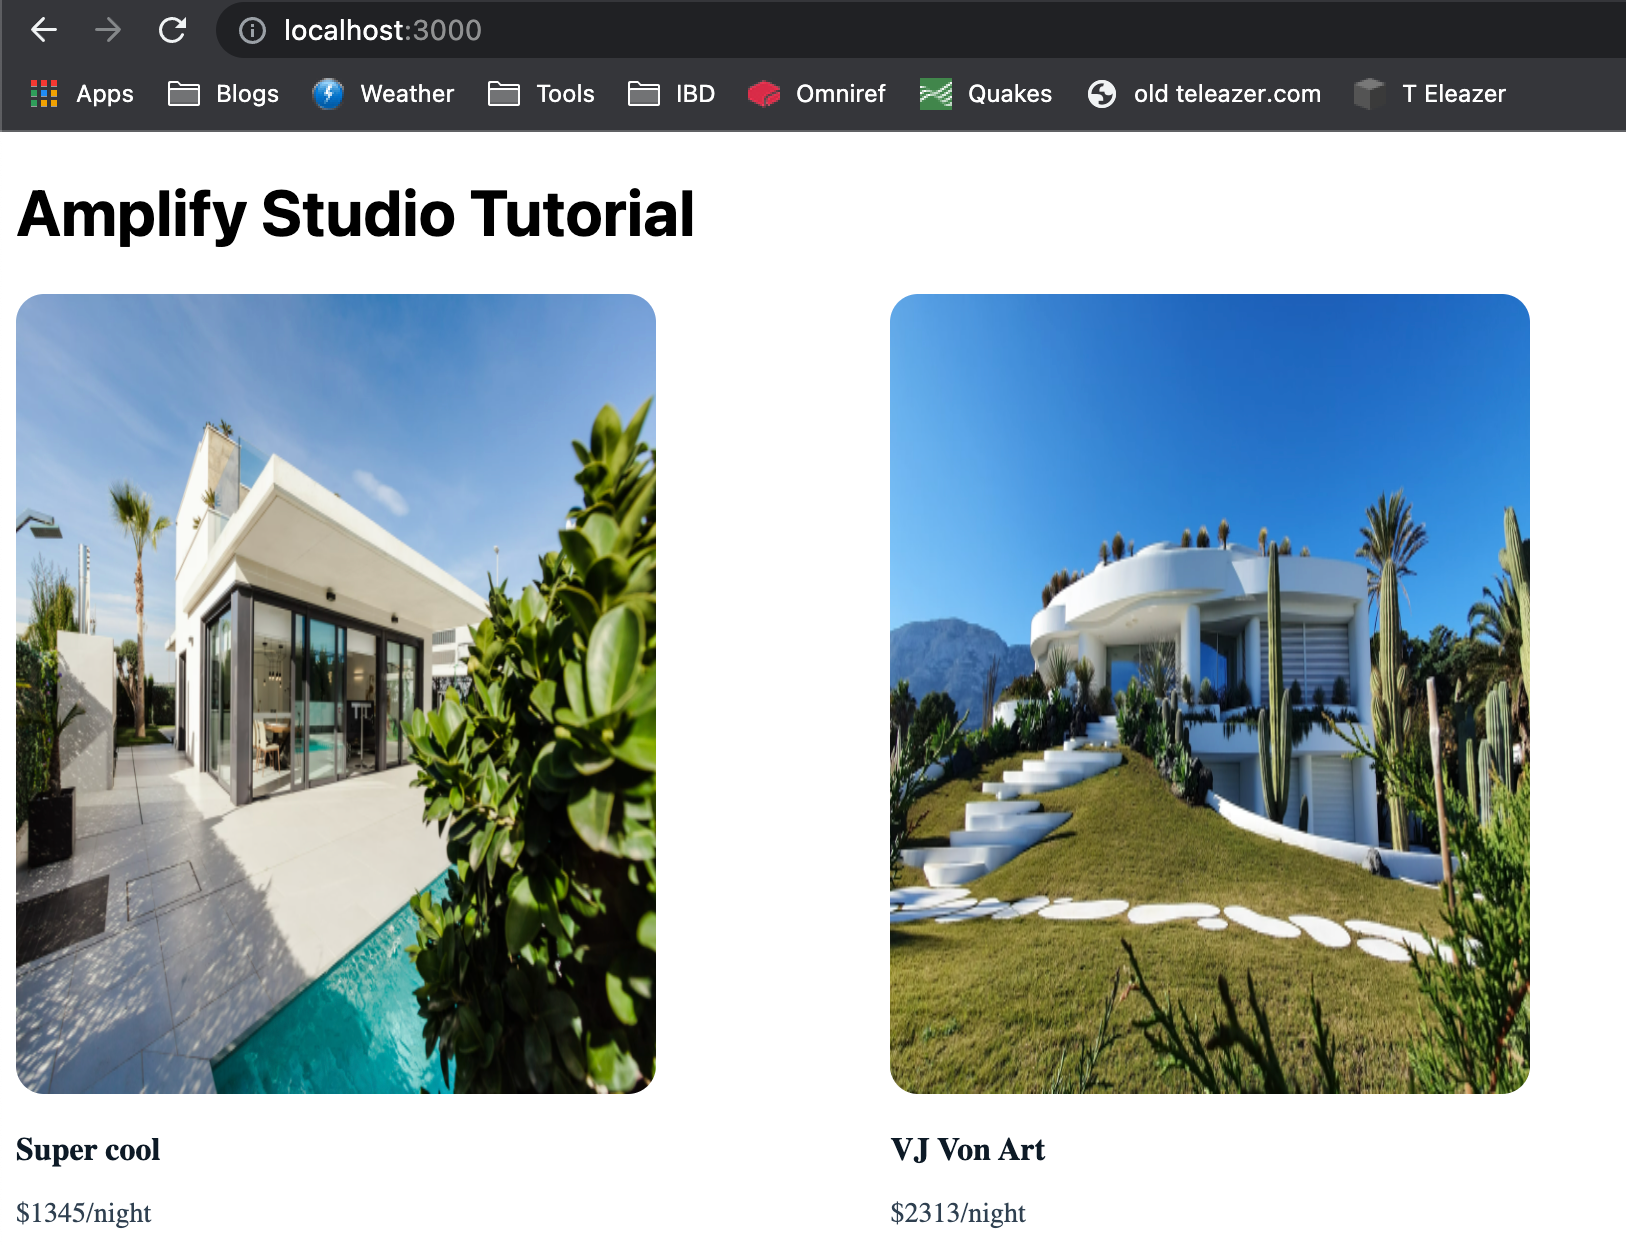 localhost:3000
Apps Blogs Weather Tools IBD Omniref Quakes old teleazer.com T Eleazer
Amplify Studio Tutorial
Super cool
$1345/night
VJ Von Art
$2313/night